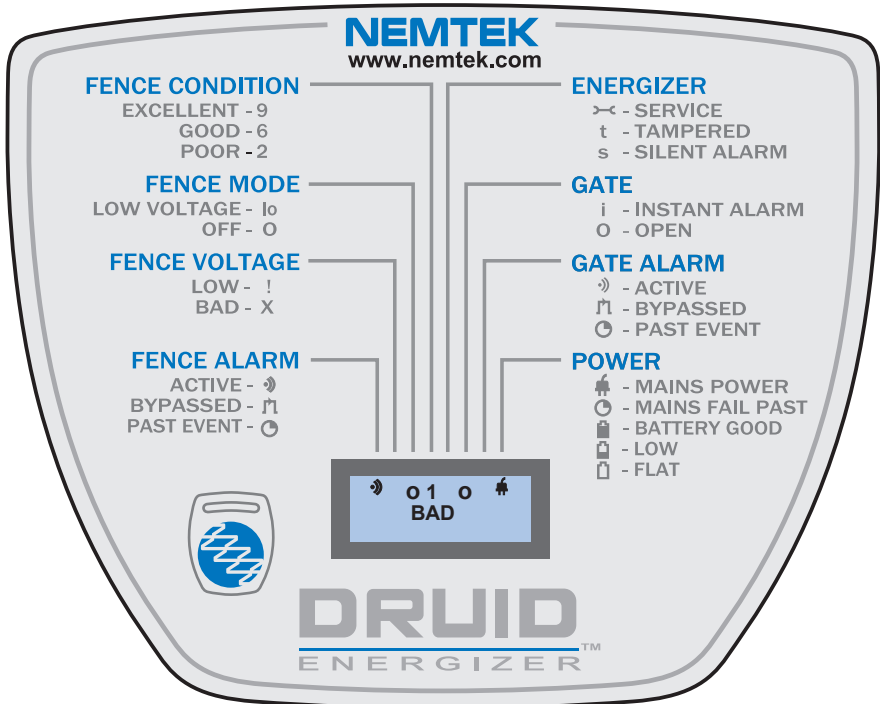 NEMTEK
www.nemtek.com
FENCE CONDITION
EXCELLENT - 9
GOOD - 6
POOR - 2
FENCE MODE
LOW VOLTAGE - lo
OFF - O
FENCE VOLTAGE
LOW - !
BAD - X
FENCE ALARM
ACTIVE -
BYPASSED -
PAST EVENT -
ENERGIZER
- SERVICE
t - TAMPERED
s - SILENT ALARM
GATE
i - INSTANT ALARM
O - OPEN
GATE ALARM
- ACTIVE
- BYPASSED
- PAST EVENT
POWER
- MAINS POWER
- MAINS FAIL PAST
- BATTERY GOOD
- LOW
- FLAT
o 1 o
BAD
DRUID
ENERGIZER™